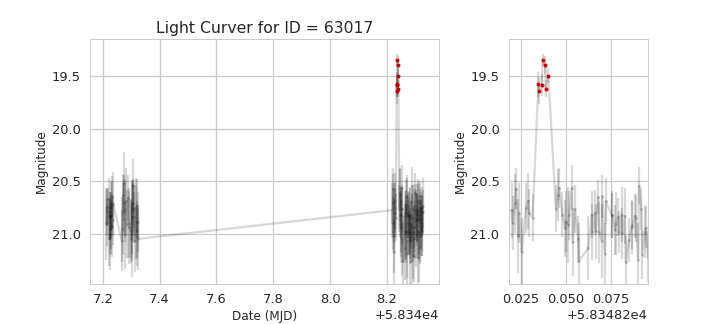 Light Curver for ID = 63017
Magnitude
19.5
20.0
20.5
21.0
7.2 7.4 7.6 7.8 8.0 8.2
Date (MJD)
+5.834e4
Magnitude
19.5
20.0
20.5
21.0
0.025 0.050 0.075
+5.83482e4